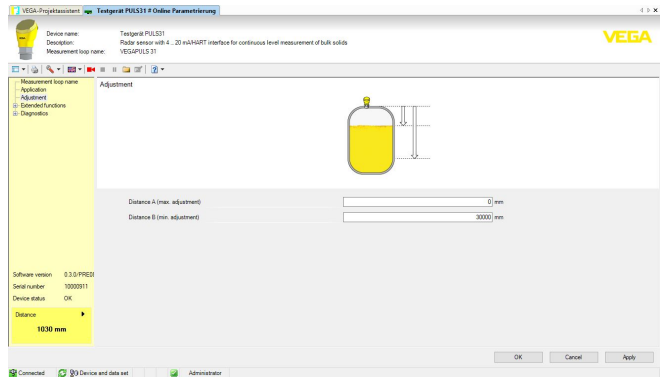 VEGA-Projektassistent
Testgerät PULS31 # Online Parametrierung
Device name: Testgerät PULS31
Description: Radar sensor with 4 ... 20 mA/HART interface for continuous level measurement of bulk solids
Measurement loop name: VEGAPULS 31
VEGA
Measurement loop name
Application
Adjustment
Extended functions
Diagnostics
Adjustment
Distance A (max. adjustment) 0 mm
Distance B (min. adjustment) 30000 mm
Software version 0.3.0/PRED
Serial number 10000911
Device status OK
Distance
1030 mm
OK Cancel Apply
Connected Device and data set Administrator